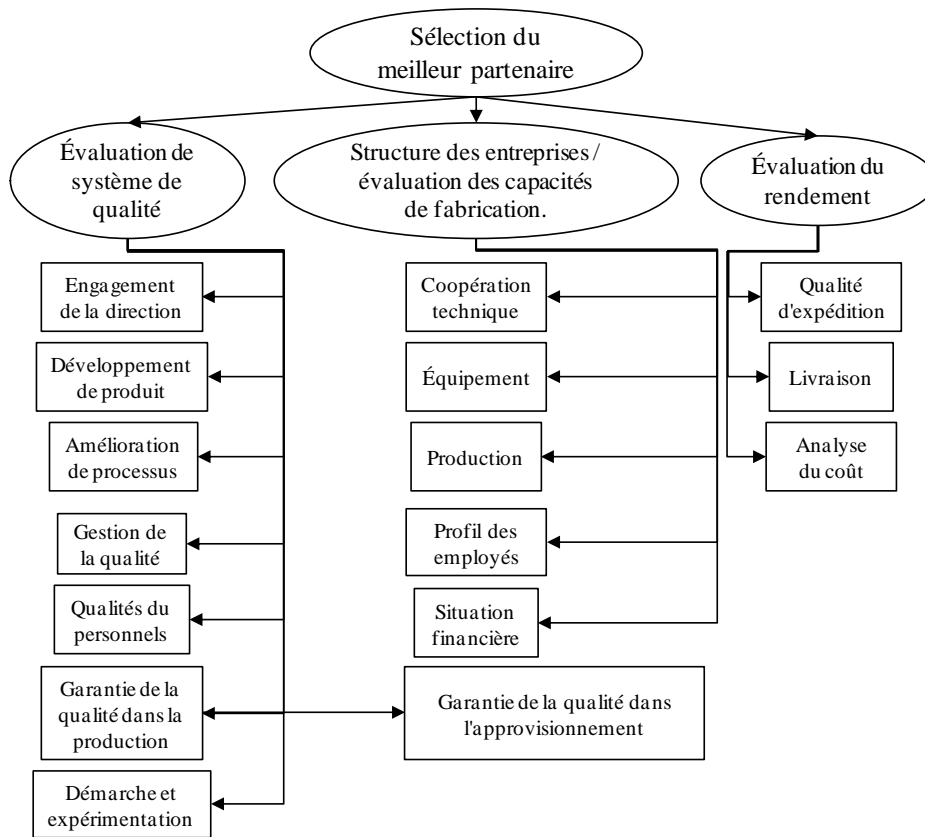 Sélection du
meilleur partenaire
Évaluation de
système de
qualité
Structure des entreprises /
évaluation des capacités
de fabrication.
Évaluation du
rendement
Engagement
de la direction
Développement
de produit
Amélioration
de processus
Gestion de
la qualité
Qualités du
personnels
Garantie de la
qualité dans la
production
Démarche et
expérimentation
Coopération
technique
Équipement
Production
Profil des
employés
Situation
financière
Garantie de la qualité dans
l'approvisionnement
Qualité
d'expédition
Livraison
Analyse
du coût